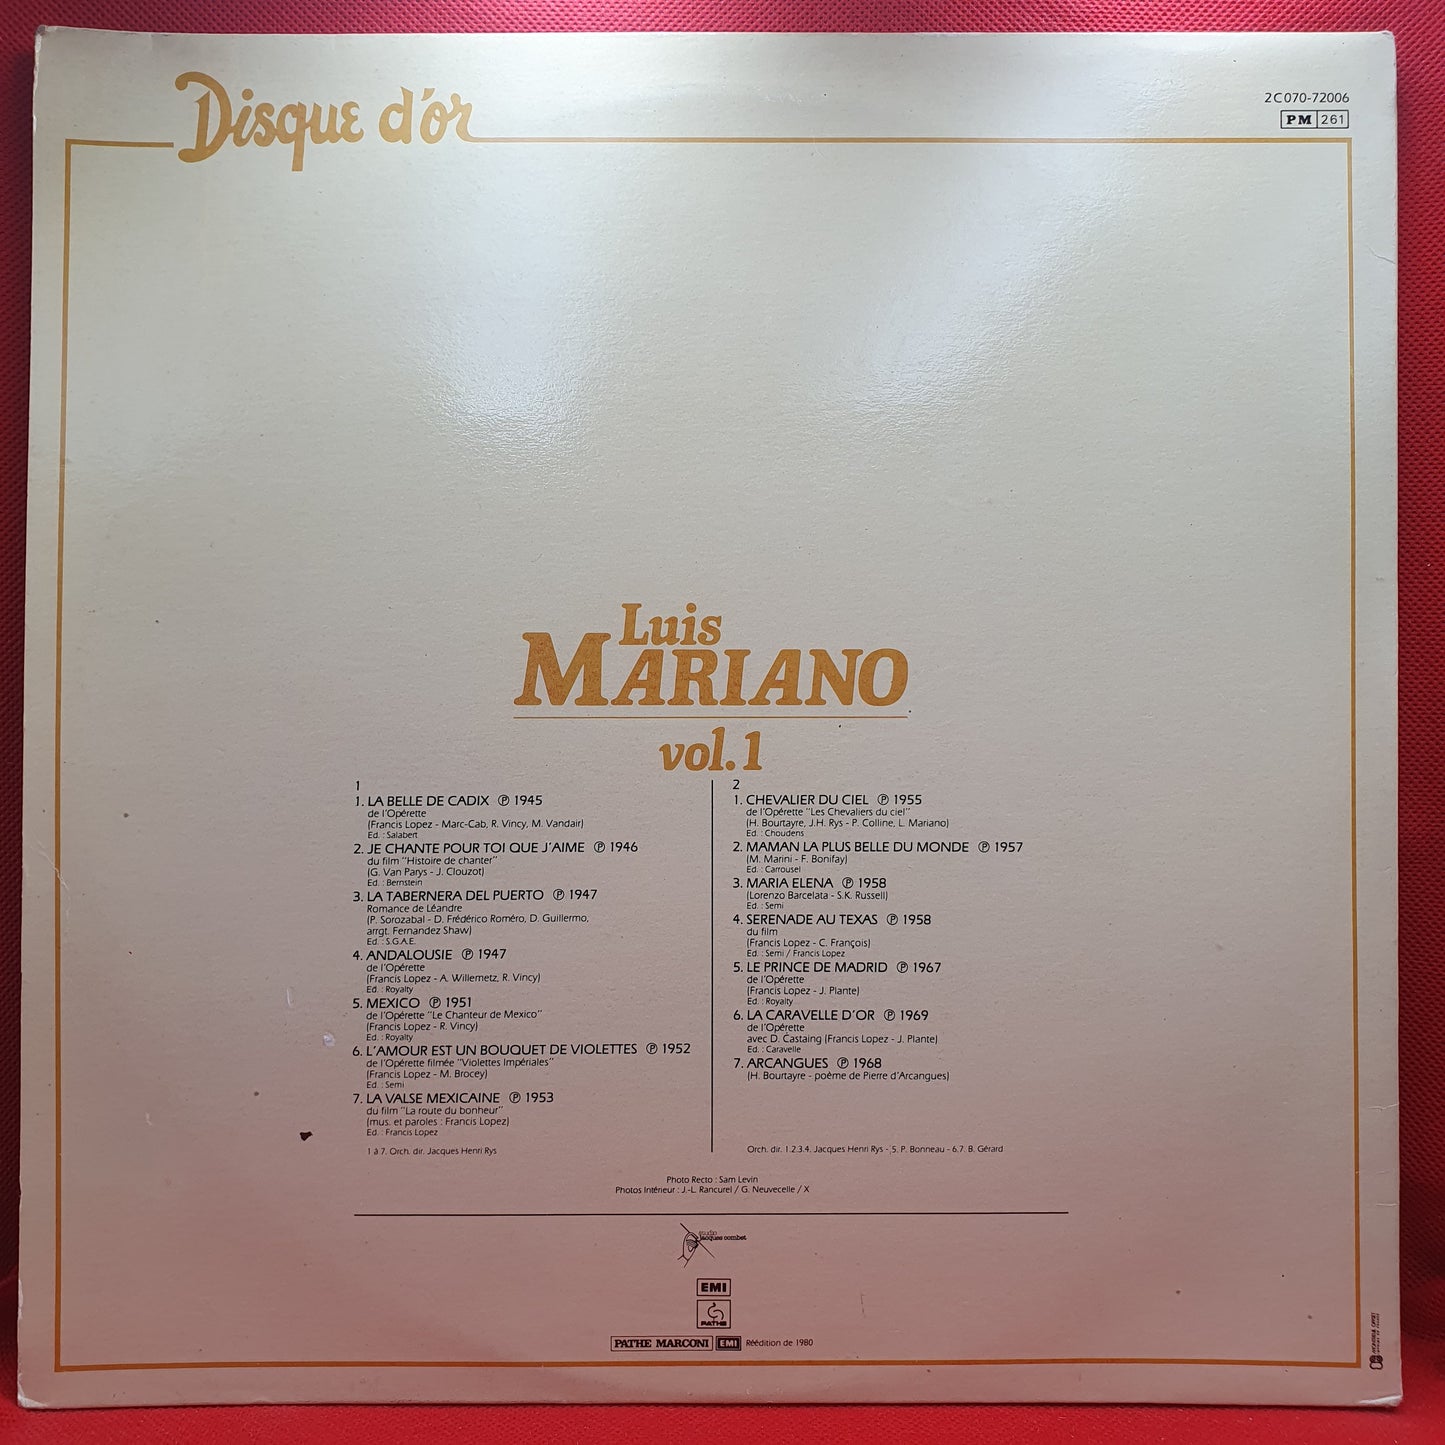 Disque d'or
2C070-72006
PM 261
Luis
MARIANO
vol. 1
1
1. LA BELLE DE CADIX ℗ 1945
de l'Opérette
(Francis Lopez - Marc-Cab, R. Vincy, M. Vandair)
Ed. : Salabert
2. JE CHANTE POUR TOI QUE J'AIME ℗ 1946
du film "Histoire de chanter"
(G. Van Parys - J. Clouzot)
Ed. : Bernstein
3. LA TABERNERA DEL PUERTO ℗ 1947
Romance de Léandre
(P. Sorozabal - D. Frédérico Roméro, D. Guillermo,
arrgt. Fernandez Shaw)
Ed. : S.G.A.E.
4. ANDALOUSIE ℗ 1947
de l'Opérette
(Francis Lopez - A. Willemetz, R. Vincy)
Ed. : Royalty
5. MEXICO ℗ 1951
de l'Opérette "Le Chanteur de Mexico"
(Francis Lopez - R. Vincy)
Ed. : Royalty
6. L'AMOUR EST UN BOUQUET DE VIOLETTES ℗ 1952
de l'Opérette filmée "Violettes Impériales"
(Francis Lopez - M. Brocey)
Ed. : Semi
7. LA VALSE MEXICAINE ℗ 1953
du film "La route du bonheur"
(mus. et paroles : Francis Lopez)
Ed. : Francis Lopez
1 à 7. Orch. dir. Jacques Henri Rys
2
1. CHEVALIER DU CIEL ℗ 1955
de l'Opérette "Les Chevaliers du ciel"
(H. Bourtayre, J.H. Rys - P. Colline, L. Mariano)
Ed. : Choudens
2. MAMAN LA PLUS BELLE DU MONDE ℗ 1957
(M. Marini - F. Bonifay)
Ed. : Carrousel
3. MARIA ELENA ℗ 1958
(Lorenzo Barcelata - S.K. Russell)
Ed. : Semi
4. SERENADE AU TEXAS ℗ 1958
du film
(Francis Lopez - C. François)
Ed. : Semi / Francis Lopez
5. LE PRINCE DE MADRID ℗ 1967
de l'Opérette
(Francis Lopez - J. Plante)
Ed. : Royalty
6. LA CARAVELLE D'OR ℗ 1969
de l'Opérette
avec D. Castaing (Francis Lopez - J. Plante)
Ed. : Caravelle
7. ARCANGUES ℗ 1968
(H. Bourtayre - poème de Pierre d'Arcangues)
Orch. dir. 1.2.3.4. Jacques Henri Rys - 5. P. Bonneau - 6.7. B. Gérard
Photo Recto : Sam Levin
Photos Intérieur : J.-L. Rancurel / G. Neuvecelle / X
studio
jacques combet
EMI
PATHE
PATHE MARCONI EMI Réédition de 1980